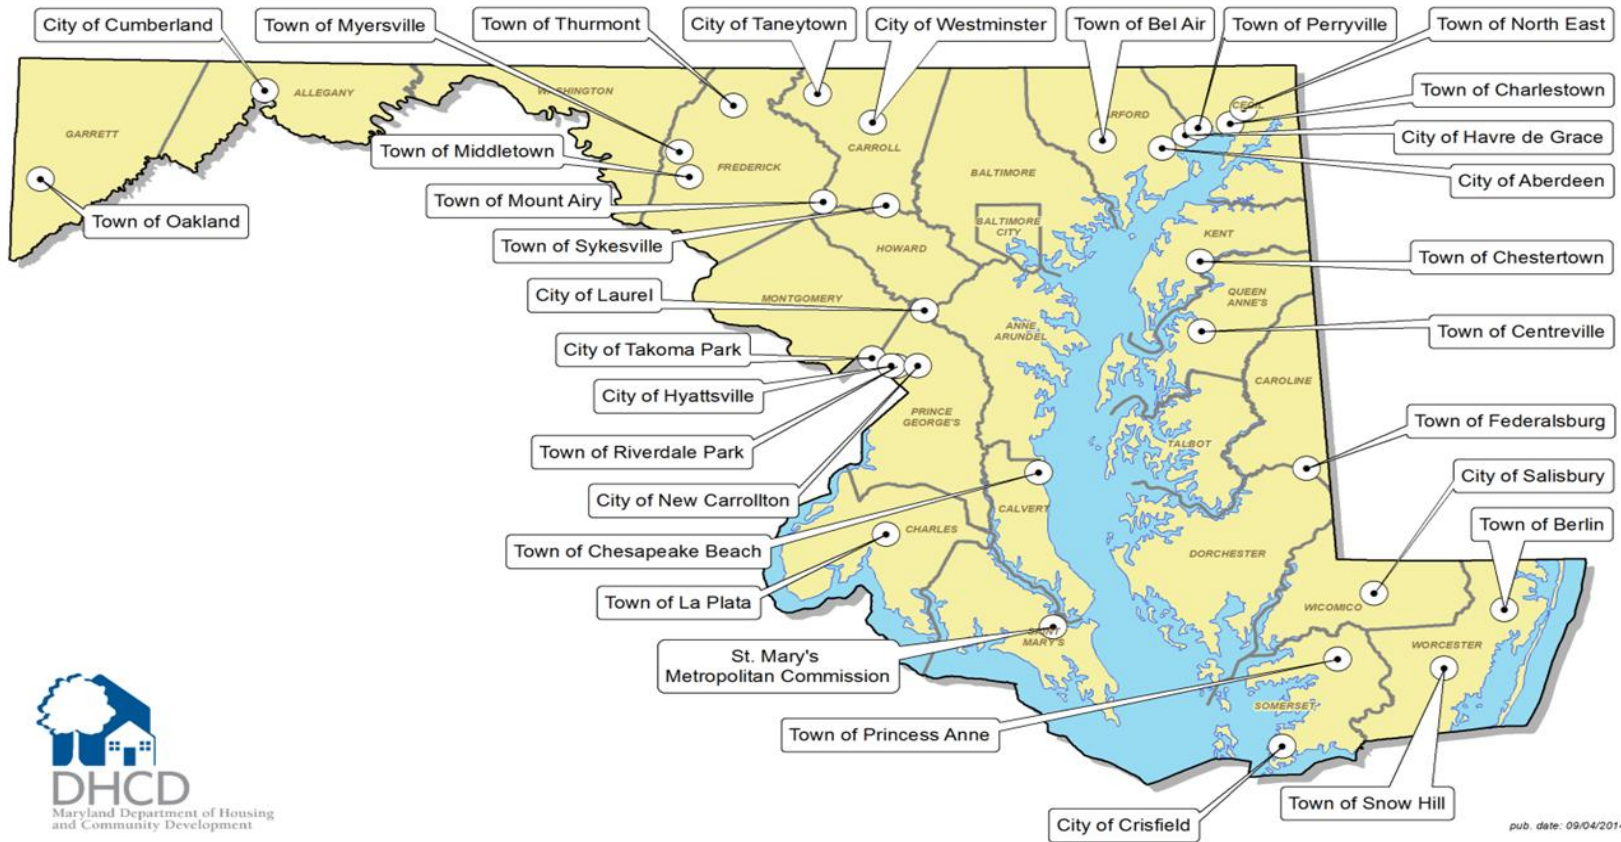 City of Cumberland
Town of Myersville
Town of Thurmont
City of Taneytown
City of Westminster
Town of Bel Air
Town of Perryville
Town of North East
Town of Charlestown
City of Havre de Grace
City of Aberdeen
Town of Middletown
Town of Mount Airy
Town of Sykesville
Town of Oakland
City of Laurel
City of Takoma Park
City of Hyattsville
Town of Riverdale Park
City of New Carrollton
Town of Chesapeake Beach
Town of La Plata
St. Mary's
Metropolitan Commission
Town of Princess Anne
City of Crisfield
Town of Snow Hill
Town of Chestertown
Town of Centreville
Town of Federalsburg
City of Salisbury
Town of Berlin
GARRETT
ALLEGANY
FREDERICK
CARROLL
BALTIMORE
BALTIMORE
CITY
HOWARD
MONTGOMERY
ANNE
ARUNDEL
PRINCE
GEORGE'S
CHARLES
CALVERT
SAINT
MARY'S
KENT
QUEEN
ANNE'S
CAROLINE
TALBOT
DORCHESTER
WICOMICO
WORCESTER
SOMERSET
CECIL
DHCD
Maryland Department of Housing
and Community Development
pub. date: 09/04/2014